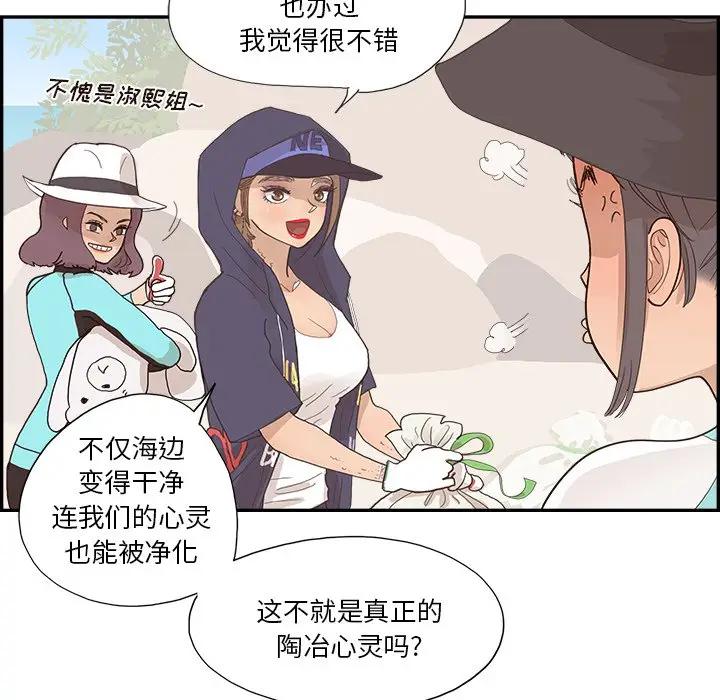 也办过
我觉得很不错
不愧是淑熙姐~
NE
不仅海边
变得干净
连我们的心灵
也能被净化
这不就是真正的
陶冶心灵吗?